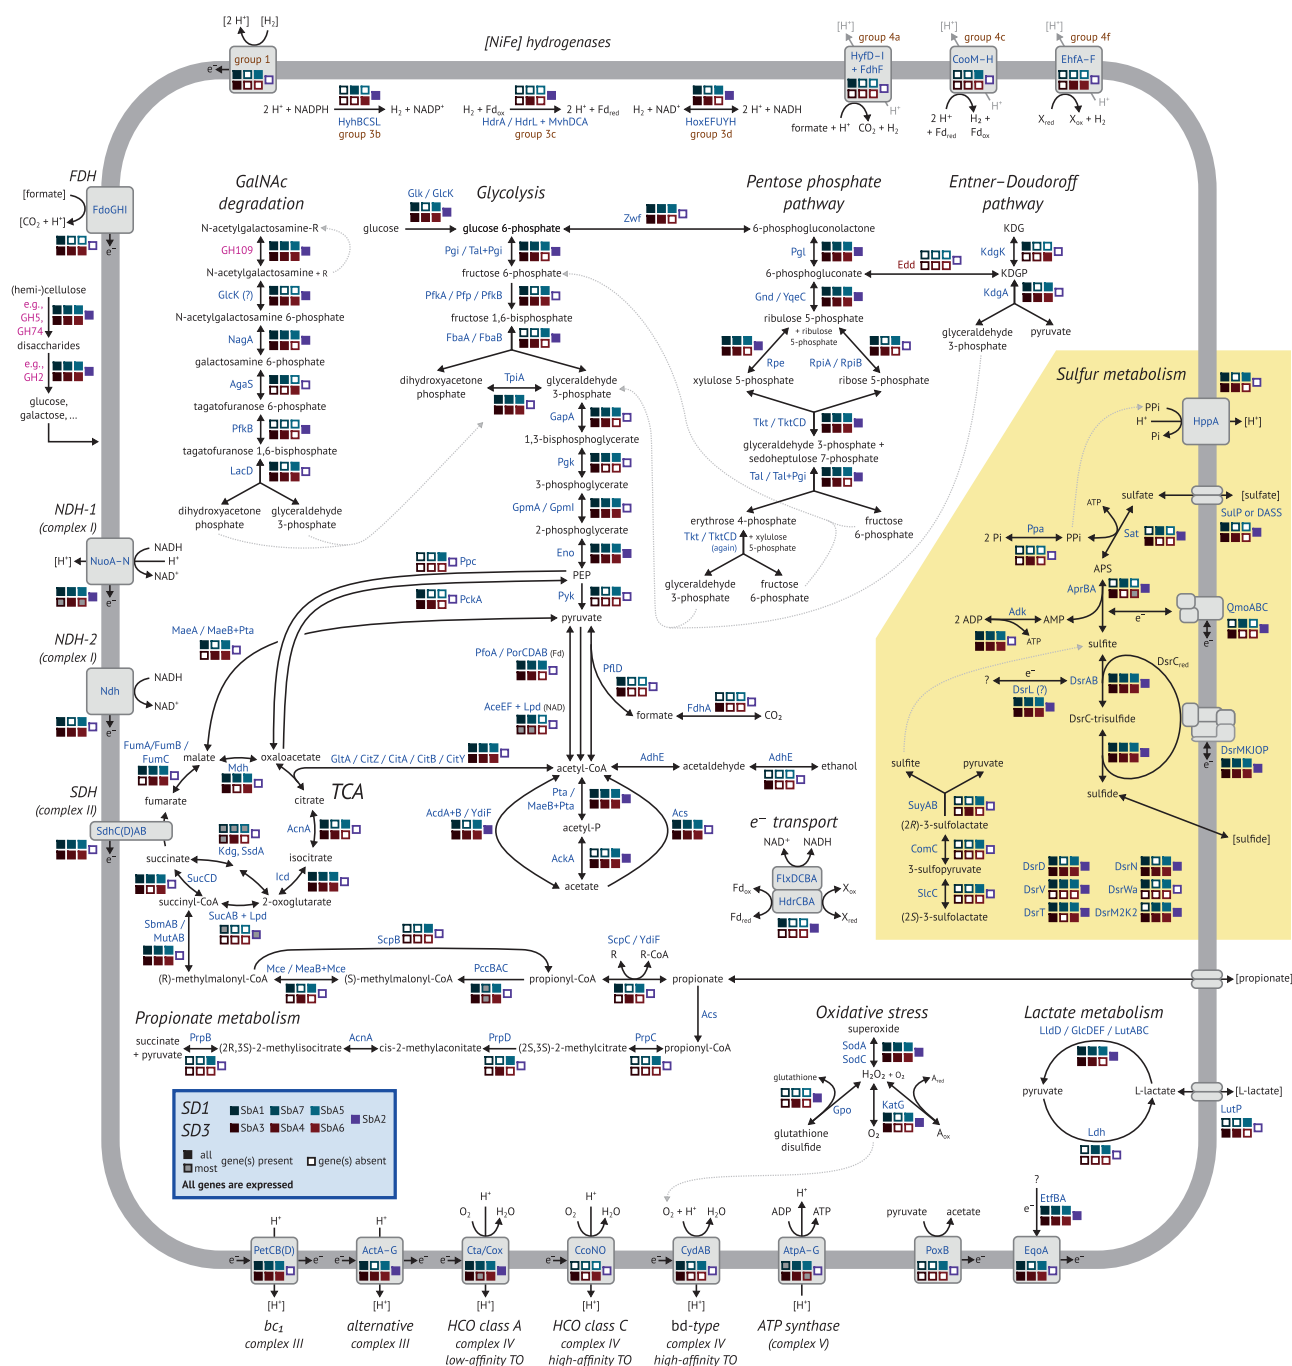 [2 H⁺] [H₂]
group 1
e⁻
[NiFe] hydrogenases
2 H⁺ + NADPH H₂ + NADP⁺
HyhBCSL
group 3b
H₂ + Fdox 2 H⁺ + Fdred
HdrA / HdrL + MvhDCA
group 3c
H₂ + NAD⁺ 2 H⁺ + NADH
HoxEFUYH
group 3d
[H⁺] group 4a
HyfD–I
+ FdhF
H⁺
formate + H⁺ CO₂ + H₂
[H⁺] group 4c
CooM–H
H⁺
2 H⁺ H₂ +
+ Fdred Fdox
[H⁺] group 4f
EhfA–F
H⁺
Xred Xox + H₂
FDH
[formate]
FdoGHI
[CO₂ + H⁺]
e⁻
(hemi-)cellulose
e.g.,
GH5,
GH74
disaccharides
e.g.,
GH2
glucose,
galactose, ...
NDH-1
(complex I)
NADH
[H⁺] NuoA–N H⁺
NAD⁺
e⁻
NDH-2
(complex I)
NADH
Ndh
NAD⁺
e⁻
SDH
(complex II)
SdhC(D)AB
e⁻
GalNAc
degradation
N-acetylgalactosamine-R
GH109
N-acetylgalactosamine + R
GlcK (?)
N-acetylgalactosamine 6-phosphate
NagA
galactosamine 6-phosphate
AgaS
tagatofuranose 6-phosphate
PfkB
tagatofuranose 1,6-bisphosphate
LacD
dihydroxyacetone
phosphate
glyceraldehyde
3-phosphate
Glycolysis
Glk / GlcK
glucose glucose 6-phosphate
Pgi / Tal+Pgi
fructose 6-phosphate
PfkA / Pfp / PfkB
fructose 1,6-bisphosphate
FbaA / FbaB
dihydroxyacetone
phosphate
TpiA
glyceraldehyde
3-phosphate
GapA
1,3-bisphosphoglycerate
Pgk
3-phosphoglycerate
GpmA / GpmI
2-phosphoglycerate
Eno
PEP
Ppc
PckA
Pyk
pyruvate
Zwf
Pentose phosphate
pathway
6-phosphogluconolactone
Pgl
6-phosphogluconate
Gnd / YqeC
ribulose 5-phosphate
+ ribulose
5-phosphate
Rpe RpiA / RpiB
xylulose 5-phosphate ribose 5-phosphate
Tkt / TktCD
glyceraldehyde 3-phosphate +
sedoheptulose 7-phosphate
Tal / Tal+Pgi
erythrose 4-phosphate
fructose
6-phosphate
Tkt / TktCD
(again)
+ xylulose
5-phosphate
glyceraldehyde
3-phosphate
fructose
6-phosphate
Entner–Doudoroff
pathway
KDG
KdgK
Edd
KDGP
KdgA
glyceraldehyde
3-phosphate
pyruvate
Sulfur metabolism
PPi
H⁺ HppA [H⁺]
Pi
sulfate [sulfate]
SulP or DASS
ATP
Ppa Sat
2 Pi PPi
APS
AprBA
Adk
2 ADP AMP
ATP
e⁻
QmoABC
e⁻
sulfite
DsrCred
e⁻
? DsrAB
DsrL (?)
DsrC-trisulfide
DsrMKJOP
e⁻
sulfide
[sulfide]
sulfite pyruvate
SuyAB
(2R)-3-sulfolactate
ComC
3-sulfopyruvate
SlcC
(2S)-3-sulfolactate
DsrD DsrN
DsrV DsrWa
DsrT DsrM2K2
MaeA / MaeB+Pta
PfoA / PorCDAB (Fd)
PflD
formate FdhA CO₂
AceEF + Lpd (NAD)
FumA/FumB /
FumC
malate
Mdh
oxaloacetate
GltA / CitZ / CitA / CitB / CitY
acetyl-CoA AdhE acetaldehyde AdhE ethanol
fumarate
TCA
citrate
AcnA
isocitrate
Icd
2-oxoglutarate
Kdg, SsdA
succinate
SucCD
succinyl-CoA
SucAB + Lpd
AcdA+B / YdiF
Pta /
MaeB+Pta
Acs
acetyl-P
AckA
acetate
e⁻ transport
NAD⁺ NADH
FlxDCBA
Fdox HdrCBA Xox
Fdred Xred
SbmAB /
MutAB
ScpB
ScpC / YdiF
R R-CoA
(R)-methylmalonyl-CoA Mce / MeaB+Mce (S)-methylmalonyl-CoA PccBAC propionyl-CoA propionate [propionate]
Acs
Propionate metabolism
succinate
+ pyruvate
PrpB (2R,3S)-2-methylisocitrate AcnA cis-2-methylaconitate PrpD (2S,3S)-2-methylcitrate PrpC propionyl-CoA
Oxidative stress
superoxide
SodA
SodC
H₂O₂ + O₂
glutathione Ared
Gpo KatG
glutathione
disulfide
O₂ Aox
Lactate metabolism
LldD / GlcDEF / LutABC
pyruvate L-lactate [L-lactate]
LutP
Ldh
SD1 SbA1 SbA7 SbA5
SbA2
SD3 SbA3 SbA4 SbA6
all
most
gene(s) present gene(s) absent
All genes are expressed
H⁺
e⁻ PetCB(D) e⁻
[H⁺]
bc₁
complex III
H⁺
e⁻ ActA–G e⁻
[H⁺]
alternative
complex III
H⁺
O₂ H₂O
e⁻ Cta/Cox
[H⁺]
HCO class A
complex IV
low-affinity TO
H⁺
O₂ H₂O
e⁻ CcoNO
[H⁺]
HCO class C
complex IV
high-affinity TO
O₂ + H⁺ H₂O
e⁻ CydAB
[H⁺]
bd-type
complex IV
high-affinity TO
H⁺
ADP ATP
AtpA–G
[H⁺]
ATP synthase
(complex V)
pyruvate acetate
PoxB e⁻
?
e⁻ EtfBA
EqoA e⁻